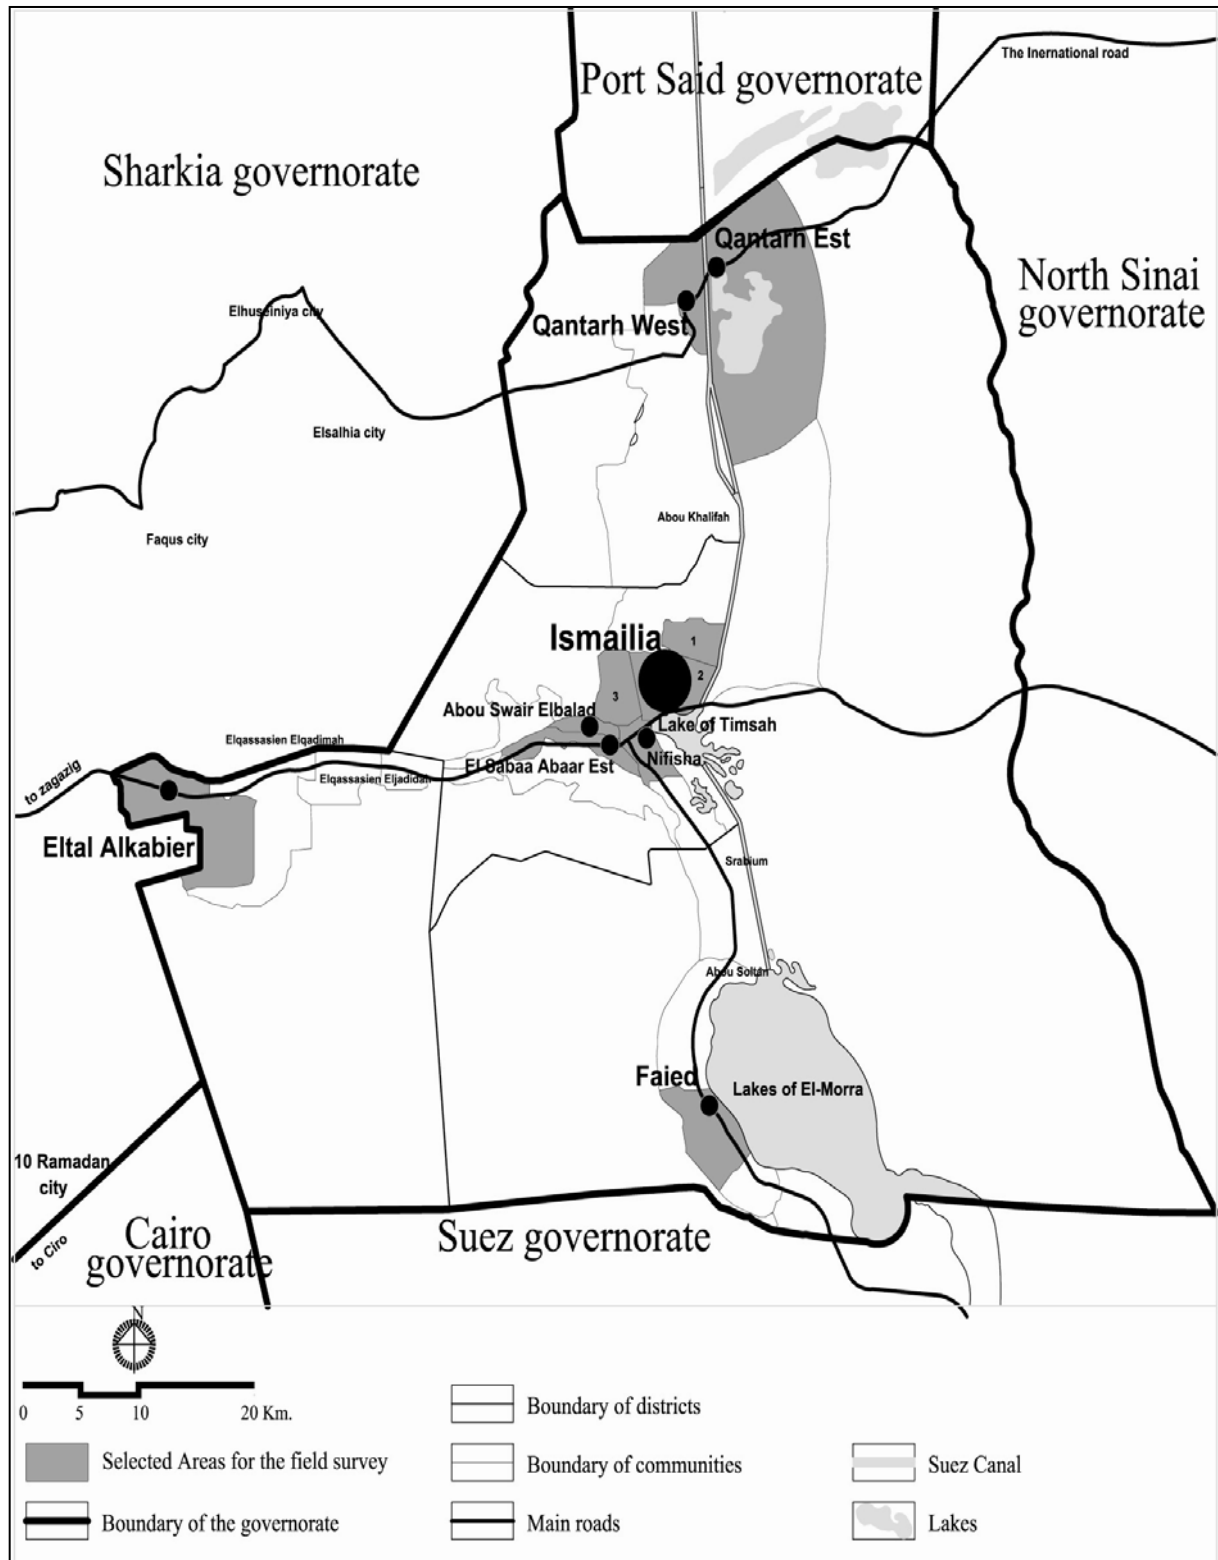 The Inernational road
Port Said governorate
Sharkia governorate
Qantarh Est
North Sinai
governorate
Elhuseiniya city
Qantarh West
Elsalhia city
Abou Khalifah
Faqus city
Ismailia
1
2
3
Abou Swair Elbalad
Lake of Timsah
Elqassasien Elqadimah
El Sabaa Abaar Est
Nifisha
Elqassasien Eljadidah
to zagazig
Eltal Alkabier
Srabium
Abou Soltan
Faied
Lakes of El-Morra
10 Ramadan
city
Cairo
governorate
Suez governorate
to Ciro
N
0 5 10 20 Km.
Boundary of districts
Selected Areas for the field survey
Boundary of communities
Suez Canal
Boundary of the governorate
Main roads
Lakes